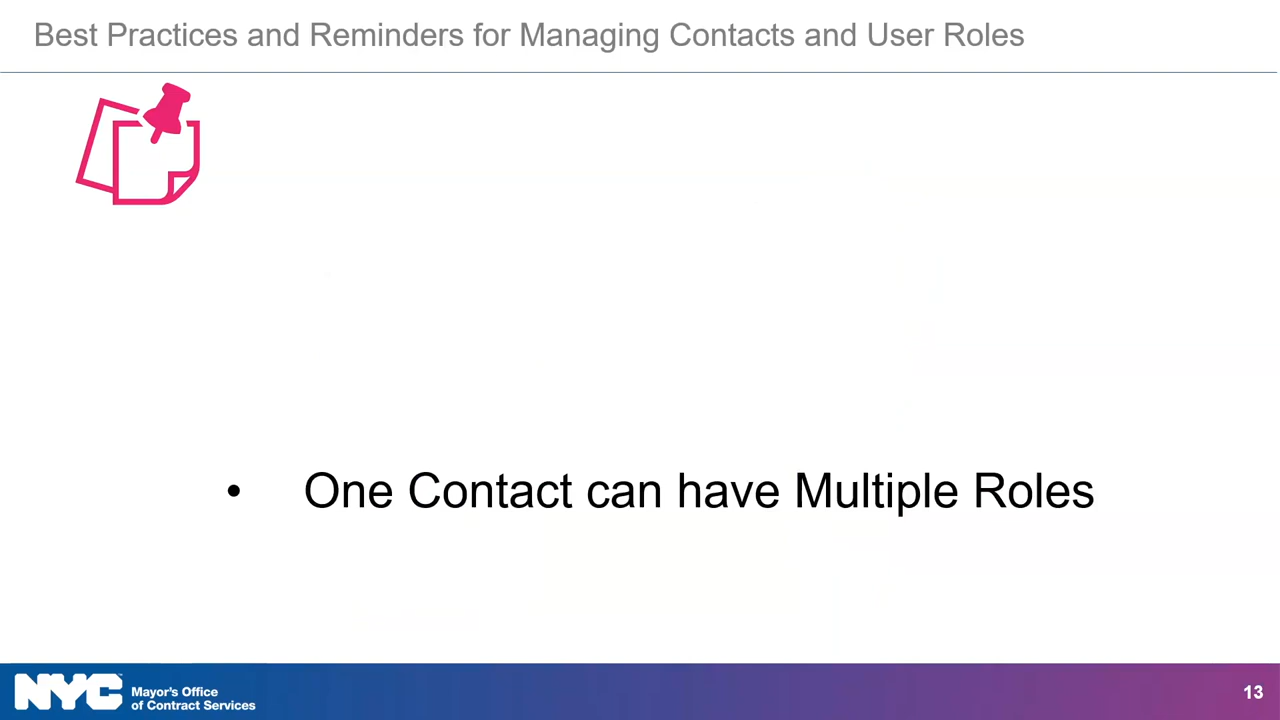 Best Practices and Reminders for Managing Contacts and User Roles
• One Contact can have Multiple Roles
NYC
Mayor's Office
of Contract Services
13